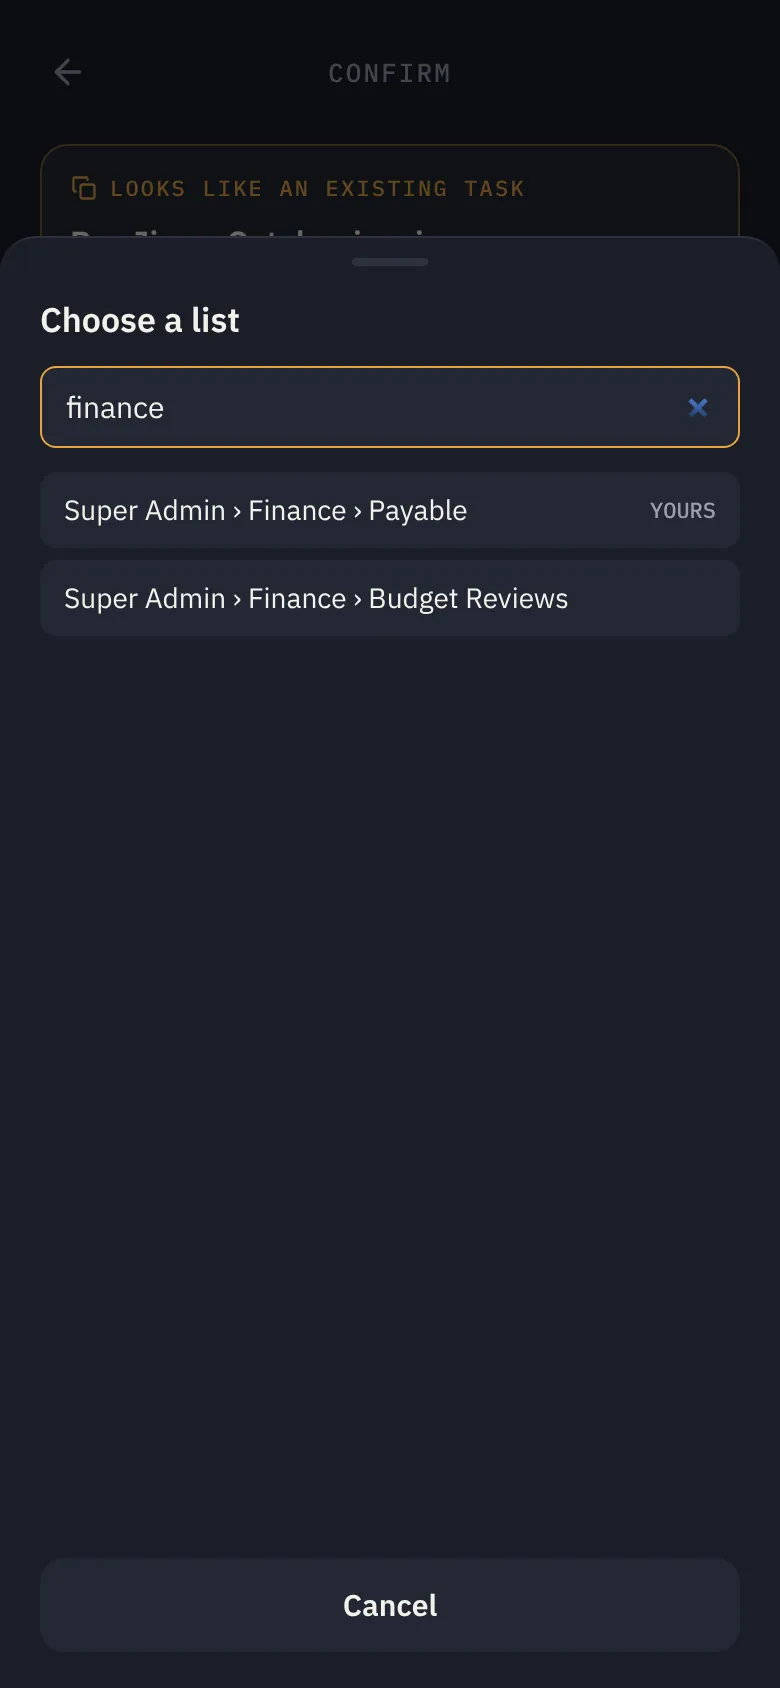 CONFIRM
LOOKS LIKE AN EXISTING TASK
Choose a list
finance
Super Admin › Finance › Payable YOURS
Super Admin › Finance › Budget Reviews
Cancel